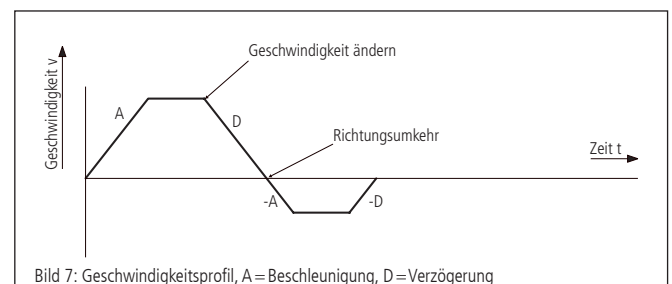 Geschwindigkeit ändern
Geschwindigkeit v
A
D
Richtungsumkehr
Zeit t
-A
-D
Bild 7: Geschwindigkeitsprofil, A = Beschleunigung, D = Verzögerung